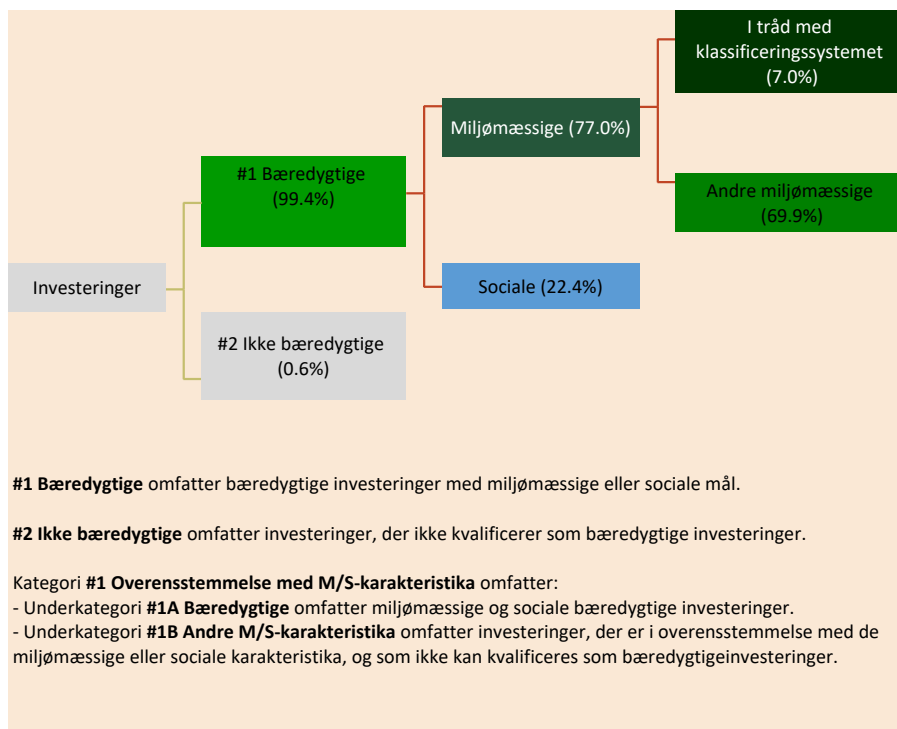 I tråd med
klassificeringssystemet
(7.0%)
Miljømæssige (77.0%)
#1 Bæredygtige
(99.4%)
Andre miljømæssige
(69.9%)
Investeringer
Sociale (22.4%)
#2 Ikke bæredygtige
(0.6%)
#1 Bæredygtige omfatter bæredygtige investeringer med miljømæssige eller sociale mål.
#2 Ikke bæredygtige omfatter investeringer, der ikke kvalificerer som bæredygtige investeringer.
Kategori #1 Overensstemmelse med M/S-karakteristika omfatter:
- Underkategori #1A Bæredygtige omfatter miljømæssige og sociale bæredygtige investeringer.
- Underkategori #1B Andre M/S-karakteristika omfatter investeringer, der er i overensstemmelse med de
miljømæssige eller sociale karakteristika, og som ikke kan kvalificeres som bæredygtigeinvesteringer.